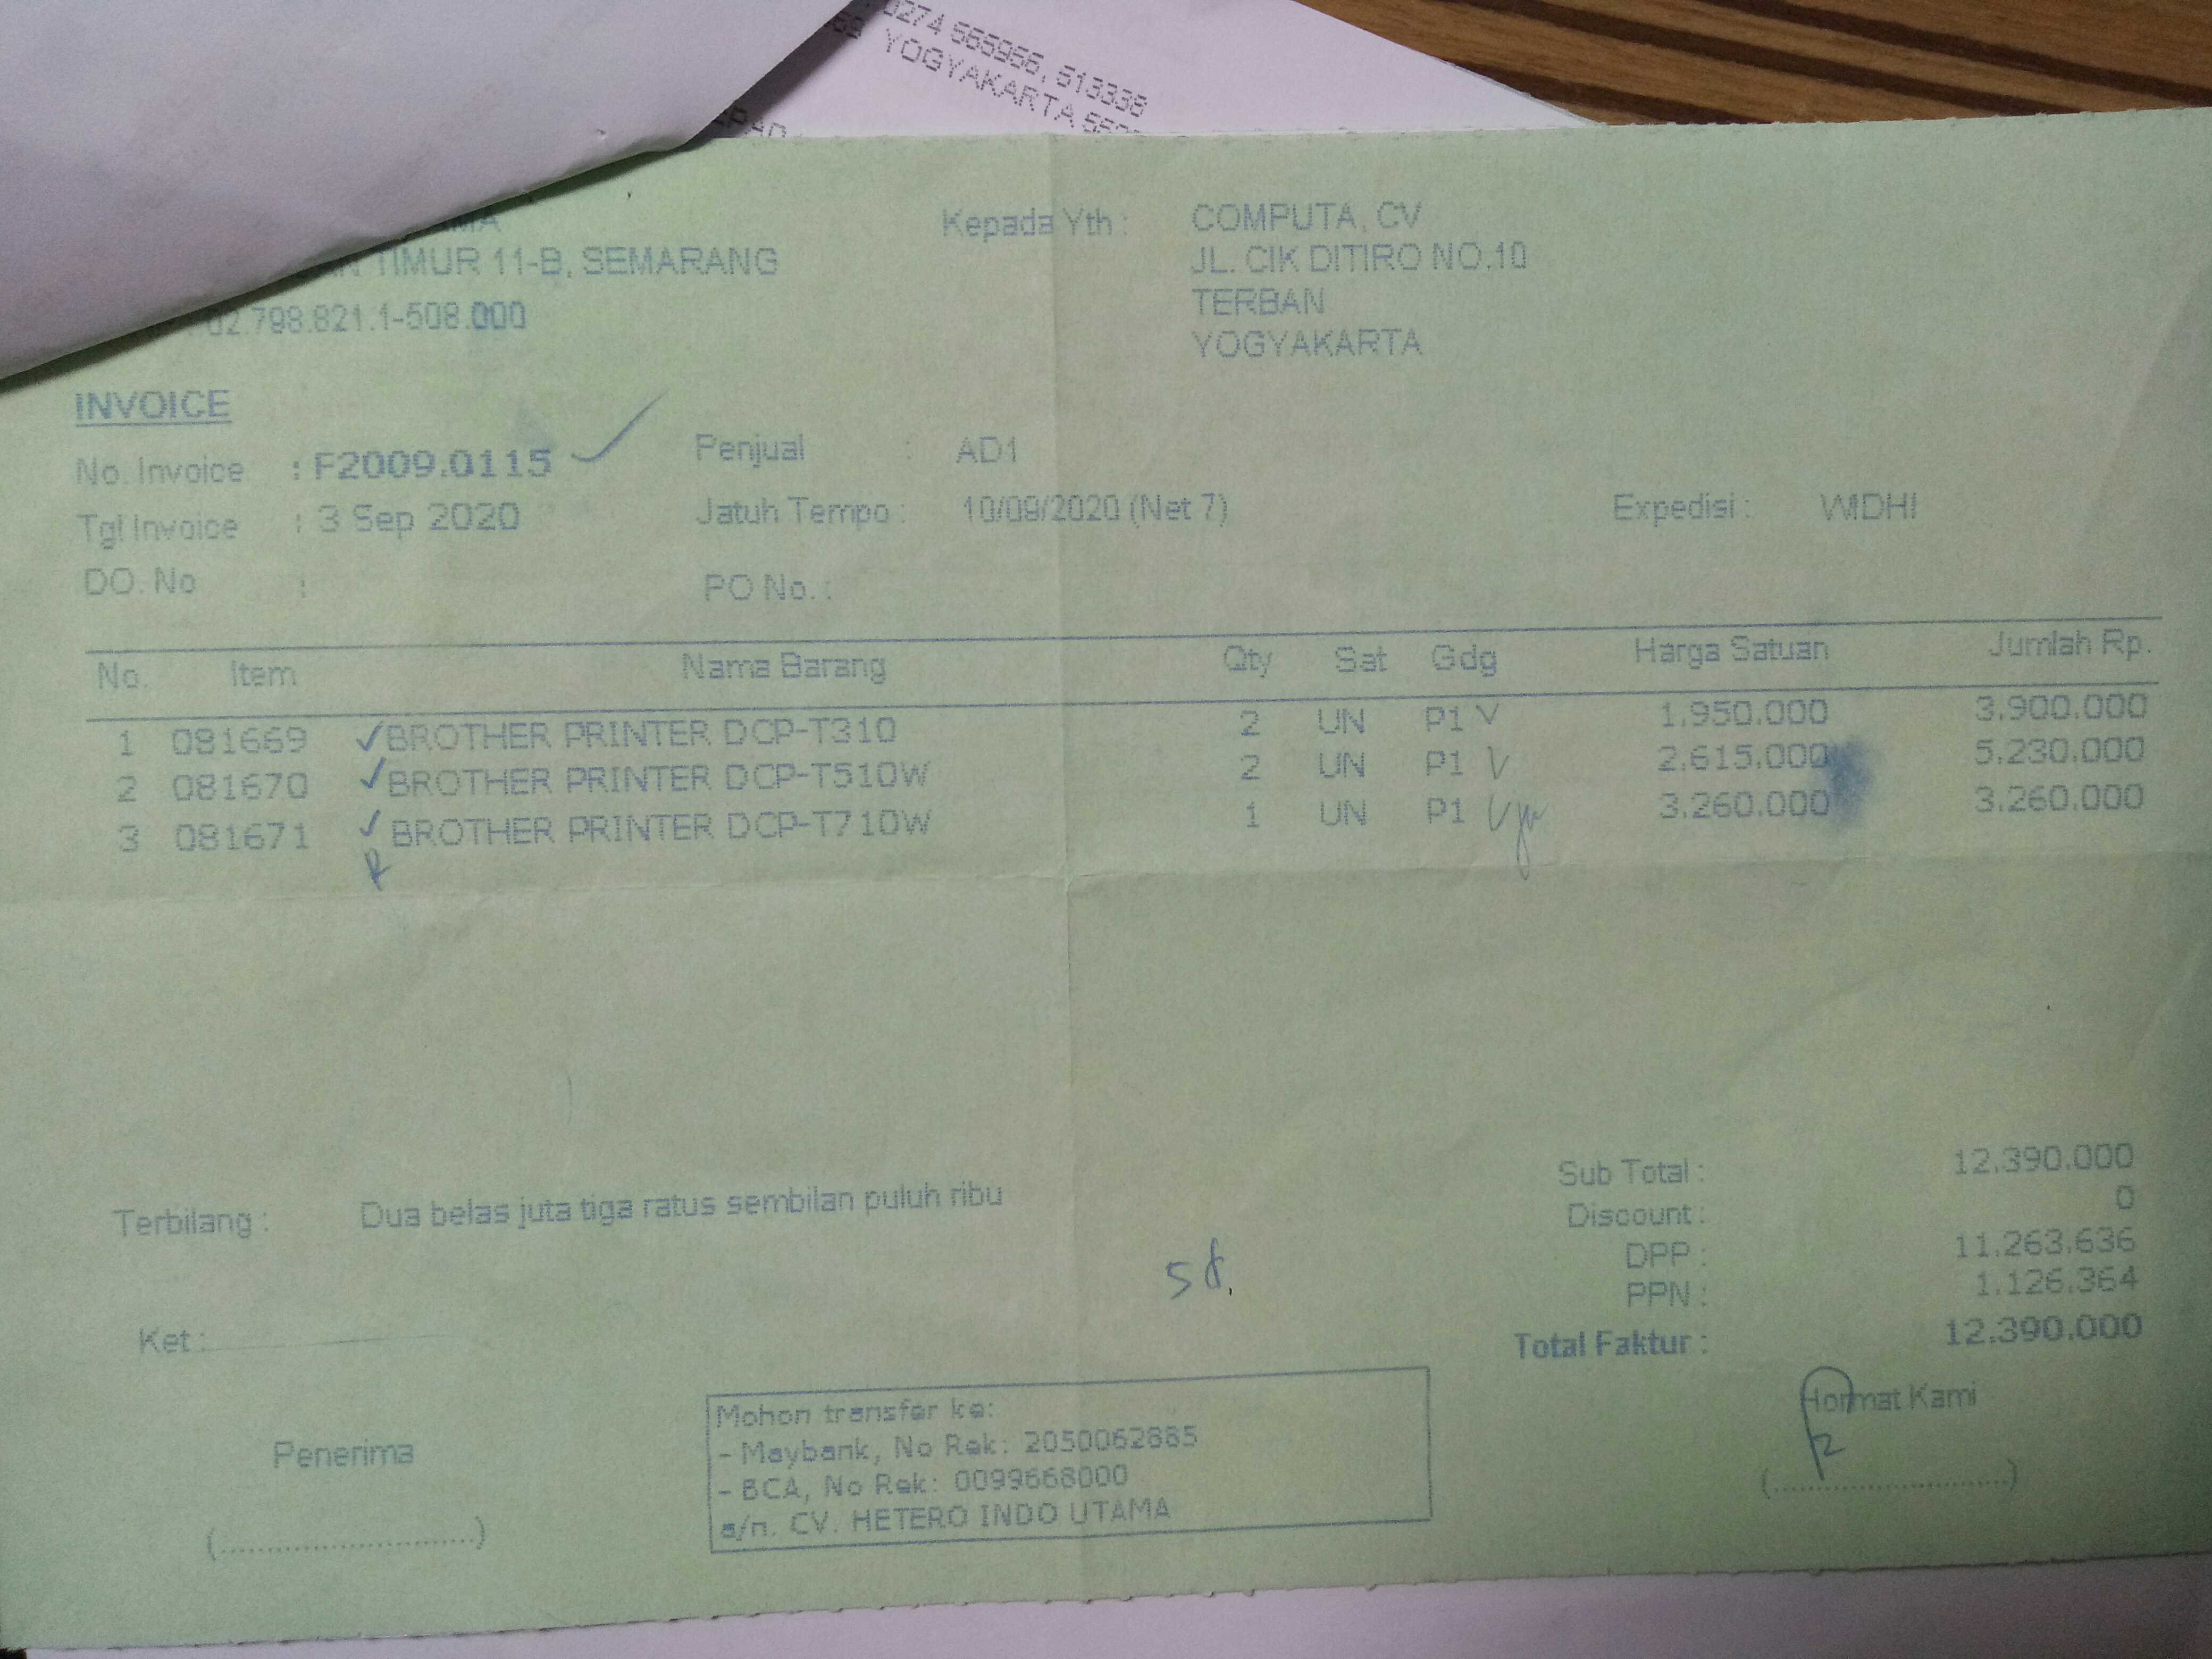 0274 565956, 513338
YOGYAKARTA
TIMUR 11-B, SEMARANG
02.798.821.1-508.000
Kepada Yth : COMPUTA, CV
JL. CIK DITIRO NO.10
TERBAN
YOGYAKARTA
INVOICE
No. Invoice : F2009.0115 Penjual : AD1
Tgl Invoice : 3 Sep 2020 Jatuh Tempo : 10/09/2020 (Net 7) Expedisi : WIDHI
DO. No : PO No. :
No. Item Nama Barang Qty Sat Gdg Harga Satuan Jumlah Rp.
1 081669 BROTHER PRINTER DCP-T310 2 UN P1 1.950.000 3.900.000
2 081670 BROTHER PRINTER DCP-T510W 2 UN P1 2.615.000 5.230.000
3 081671 BROTHER PRINTER DCP-T710W 1 UN P1 3.260.000 3.260.000
Terbilang : Dua belas juta tiga ratus sembilan puluh ribu
Sub Total : 12.390.000
Discount : 0
DPP : 11.263.636
PPN : 1.126.364
Total Faktur : 12.390.000
Ket :
Penerima
(..........................)
Mohon transfer ke:
- Maybank, No Rek: 2050062885
- BCA, No Rek: 0099668000
a/n. CV. HETERO INDO UTAMA
Hormat Kami
(..........................)